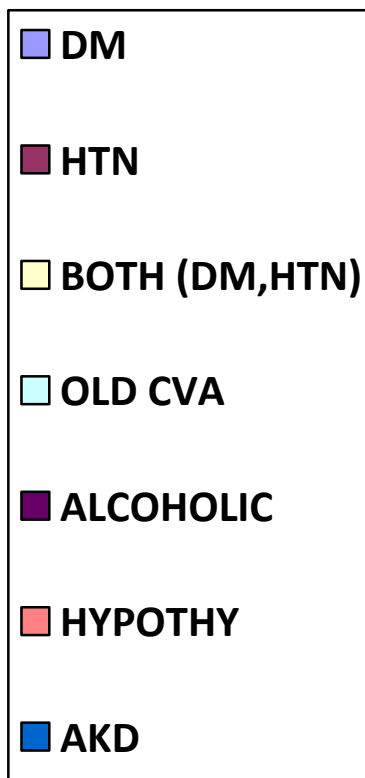 DM
HTN
BOTH (DM,HTN)
OLD CVA
ALCOHOLIC
HYPOTHY
AKD